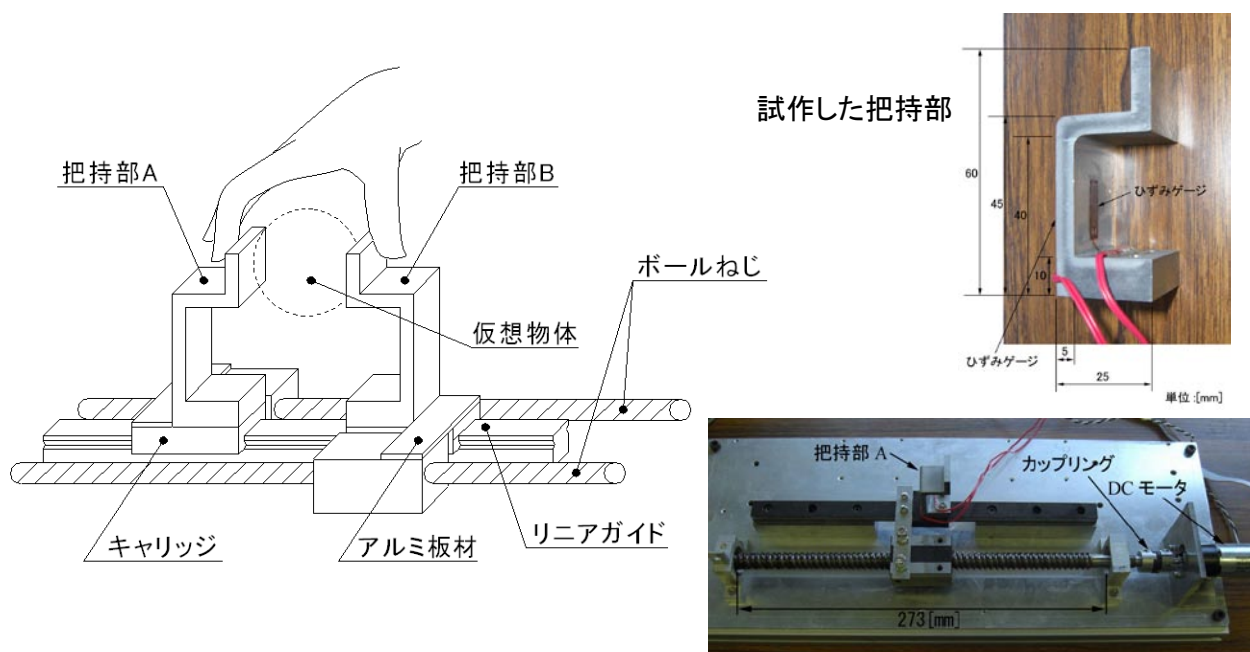 把持部A
把持部B
ボールねじ
仮想物体
キャリッジ
アルミ板材
リニアガイド
試作した把持部
60
45
40
10
ひずみゲージ
ひずみゲージ
5
25
単位:[mm]
把持部 A
カップリング
DC モータ
273[mm]